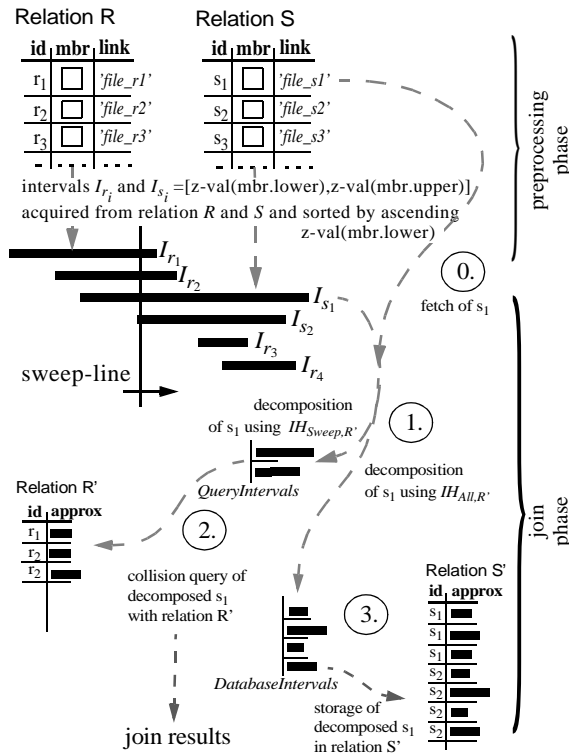 Relation R
Relation S
id mbr link
id mbr link
r1 'file_r1'
s1 'file_s1'
r2 'file_r2'
s2 'file_s2'
r3 'file_r3'
s3 'file_s3'
preprocessing
phase
intervals Iri and Isi =[z-val(mbr.lower),z-val(mbr.upper)]
acquired from relation R and S and sorted by ascending
z-val(mbr.lower)
Ir1
Ir2
Is1
Is2
Ir3
Ir4
0.
fetch of s1
sweep-line
decomposition
of s1 using IHSweep,R'
1.
QueryIntervals
decomposition
of s1 using IHAll,R'
join
phase
Relation R'
id approx
r1
r2
r2
2.
collision query of
decomposed s1
with relation R'
join results
3.
DatabaseIntervals
storage of
decomposed s1
in relation S'
Relation S'
id approx
s1
s1
s1
s2
s2
s2
s2